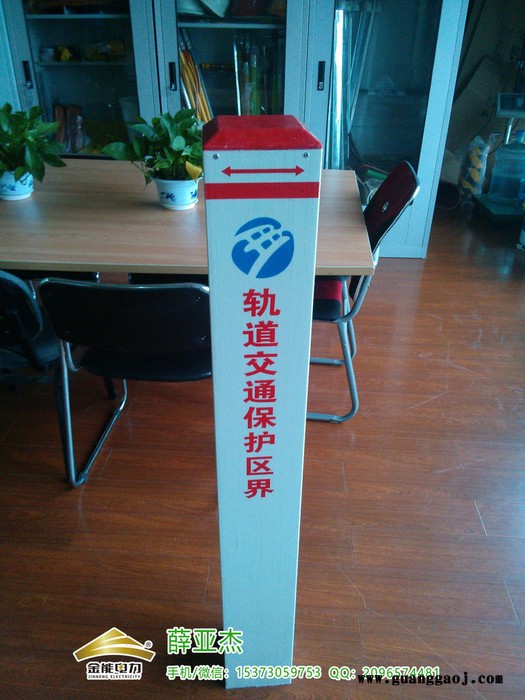 轨道交通保护区界
薛亚杰
金能电力
JINNENG ELECTRICITY
手机/微信：15373059753 QQ：2096574481
www.guanggaoj.com